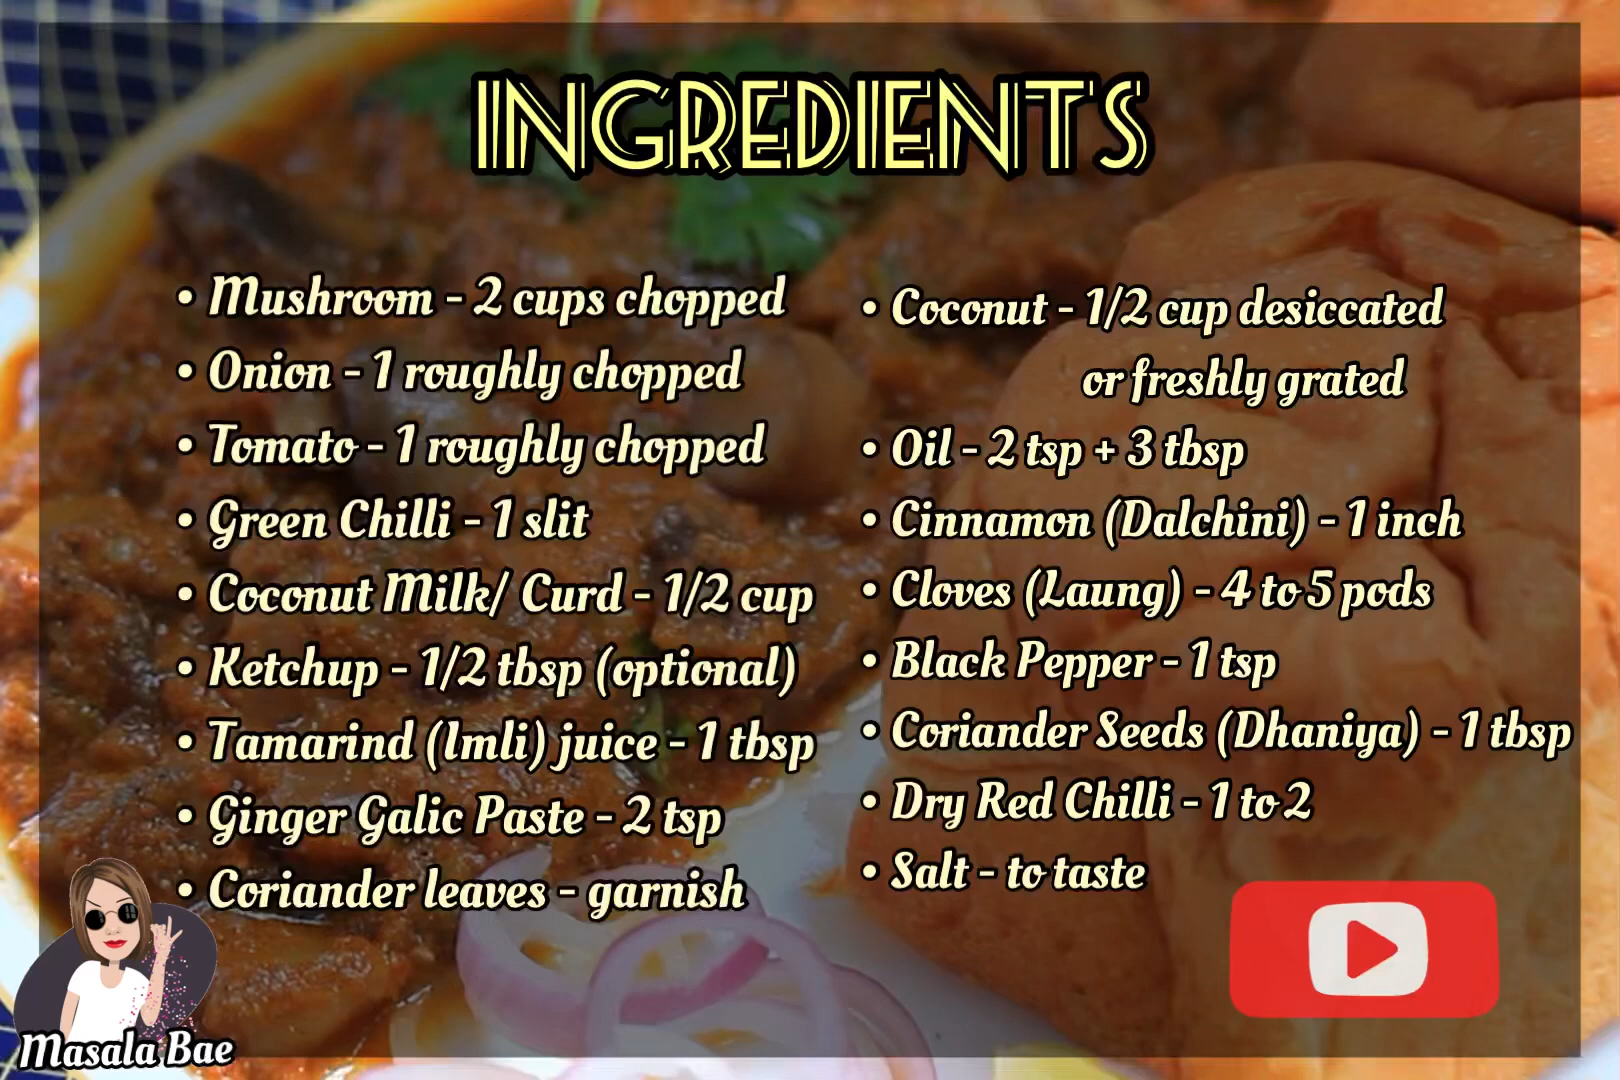 INGREDIENTS
• Mushroom - 2 cups chopped
• Onion - 1 roughly chopped
• Tomato - 1 roughly chopped
• Green Chilli - 1 slit
• Coconut Milk/ Curd - 1/2 cup
• Ketchup - 1/2 tbsp (optional)
• Tamarind (Imli) juice - 1 tbsp
• Ginger Galic Paste - 2 tsp
• Coriander leaves - garnish
• Coconut - 1/2 cup desiccated
or freshly grated
• Oil - 2 tsp + 3 tbsp
• Cinnamon (Dalchini) - 1 inch
• Cloves (Laung) - 4 to 5 pods
• Black Pepper - 1 tsp
• Coriander Seeds (Dhaniya) - 1 tbsp
• Dry Red Chilli - 1 to 2
• Salt - to taste
Masala Bae